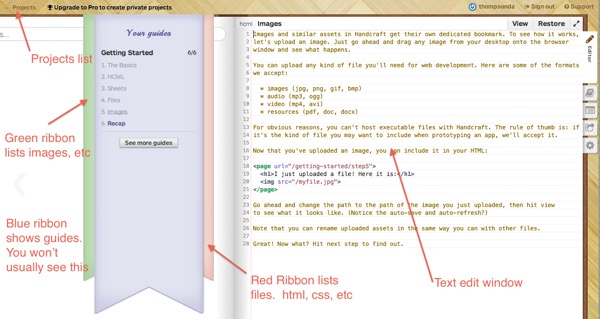 ← Projects
Upgrade to Pro to create private projects
thompsonda
Sign out
Support
s...
Your guides
Getting Started 6/6
1. The Basics
2. HCML
3. Sheets
4. Files
5. Images
6. Recap
See more guides
Projects list
Green ribbon
lists images, etc
Blue ribbon
shows guides.
You won't
usually see this
Red Ribbon lists
files. html, css, etc
Text edit window
hcml Images View Restore
Editor
1 Images and similar assets in Handcraft get their own dedicated bookmark. To see how it works,
2 let's upload an image. Just go ahead and drag any image from your desktop onto the browser
3 window and see what happens.
4
5 You can upload any kind of file you'll need for web development. Here are some of the formats
6 we accept:
7
8 * images (jpg, png, gif, bmp)
9 * audio (mp3, ogg)
10 * video (mp4, avi)
11 * resources (pdf, doc, docx)
12
13 For obvious reasons, you can't host executable files with Handcraft. The rule of thumb is: if
14 it's the kind of file you may want to include when prototyping an app, we'll accept it.
15
16 Now that you've uploaded an image, you can include it in your HTML:
17
18 <page url="/getting-started/step5">
19 <h1>I just uploaded a file! Here it is:</h1>
20 <img src="/myfile.jpg">
21 </page>
22
23 Go ahead and change the path to the path of the image you just uploaded, then hit view
24 to see what it looks like. (Notice the auto-save and auto-refresh?)
25
26 Note that you can rename uploaded assets in the same way you can with other files.
27
28 Great! Now what? Hit next step to find out.